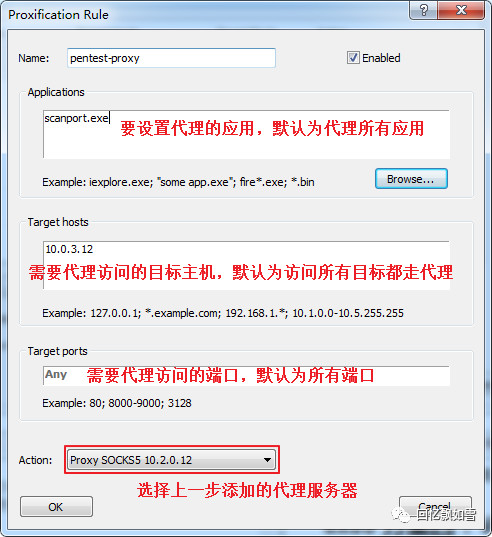 Proxification Rule
Name: pentest-proxy Enabled
Applications
scanport.exe
要设置代理的应用，默认为代理所有应用
Example: iexplore.exe; "some app.exe"; fire*.exe; *.bin Browse...
Target hosts
10.0.3.12
需要代理访问的目标主机，默认为访问所有目标都走代理
Example: 127.0.0.1; *.example.com; 192.168.1.*; 10.1.0.0-10.5.255.255
Target ports
Any 需要代理访问的端口，默认为所有端口
Example: 80; 8000-9000; 3128
Action: Proxy SOCKS5 10.2.0.12
选择上一步添加的代理服务器
OK Cancel
回忆飘如雪